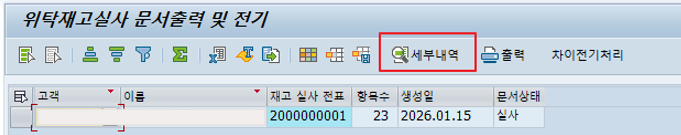 위탁재고실사 문서출력 및 전기
세부내역 출력 차이전기처리
고객 이름 재고 실사 전표 항목수 생성일 문서상태
2000000001 23 2026.01.15 실사